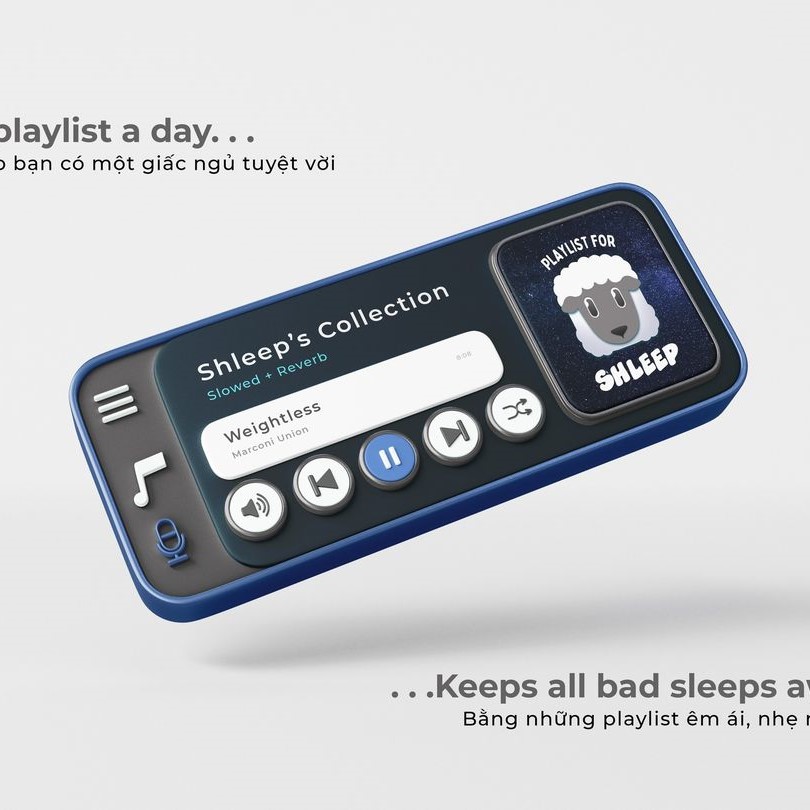 playlist a day. . .
bạn có một giấc ngủ tuyệt vời
PLAYLIST FOR
SHLEEP
Shleep's Collection
Slowed + Reverb
8:08
Weightless
Marconi Union
. . .Keeps all bad sleeps
Bằng những playlist êm ái, nhẹ